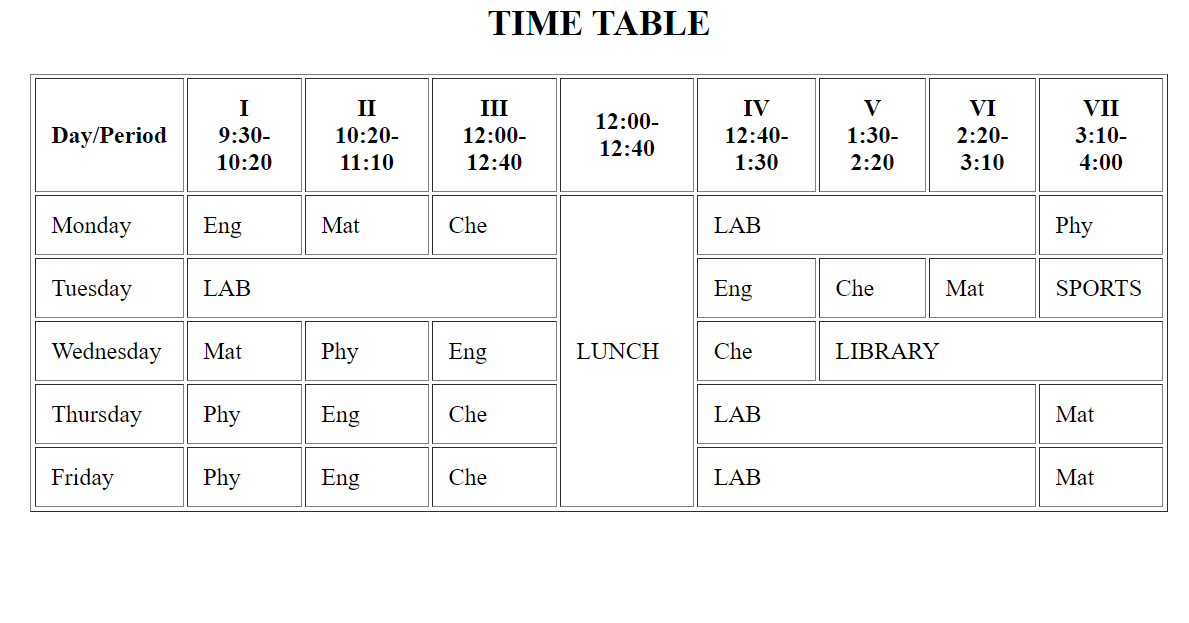 TIME TABLE
Day/Period I 9:30-10:20 II 10:20-11:10 III 12:00-12:40 12:00-12:40 IV 12:40-1:30 V 1:30-2:20 VI 2:20-3:10 VII 3:10-4:00
Monday Eng Mat Che LAB Phy
Tuesday LAB Eng Che Mat SPORTS
Wednesday Mat Phy Eng LUNCH Che LIBRARY
Thursday Phy Eng Che LAB Mat
Friday Phy Eng Che LAB Mat